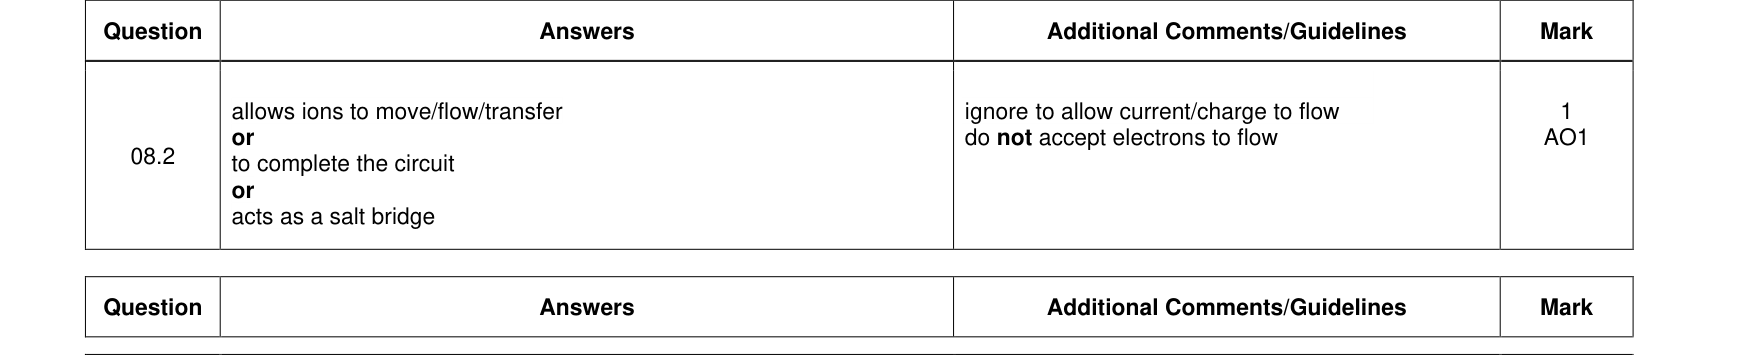 Question Answers Additional Comments/Guidelines Mark
08.2
allows ions to move/flow/transfer
or
to complete the circuit
or
acts as a salt bridge
ignore to allow current/charge to flow
do not accept electrons to flow
1
AO1
Question Answers Additional Comments/Guidelines Mark